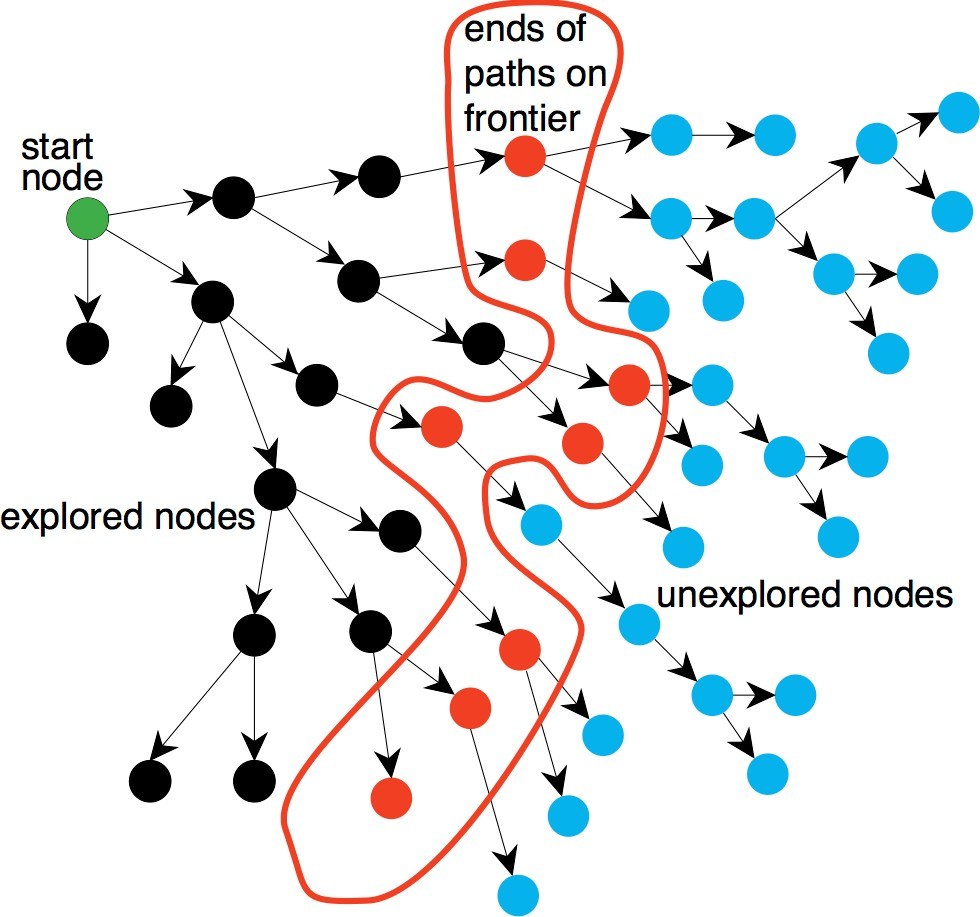 ends of
paths on
frontier
start
node
explored nodes
unexplored nodes